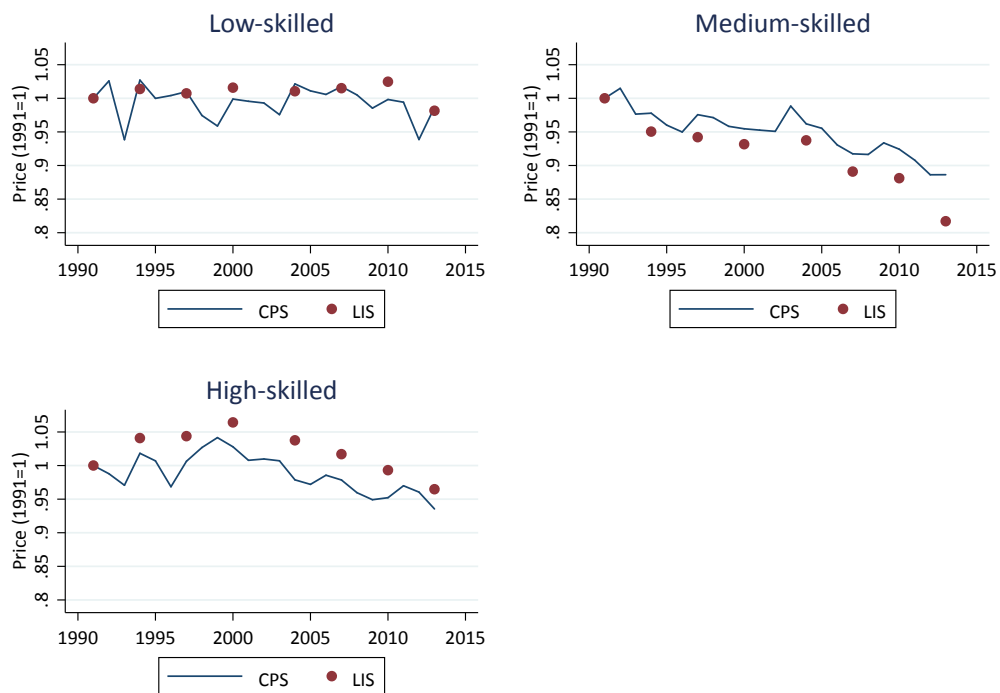 Low-skilled
Price (1991=1)
1.05
1
.95
.9
.85
.8
1990 1995 2000 2005 2010 2015
CPS LIS
Medium-skilled
Price (1991=1)
1.05
1
.95
.9
.85
.8
1990 1995 2000 2005 2010 2015
CPS LIS
High-skilled
Price (1991=1)
1.05
1
.95
.9
.85
.8
1990 1995 2000 2005 2010 2015
CPS LIS